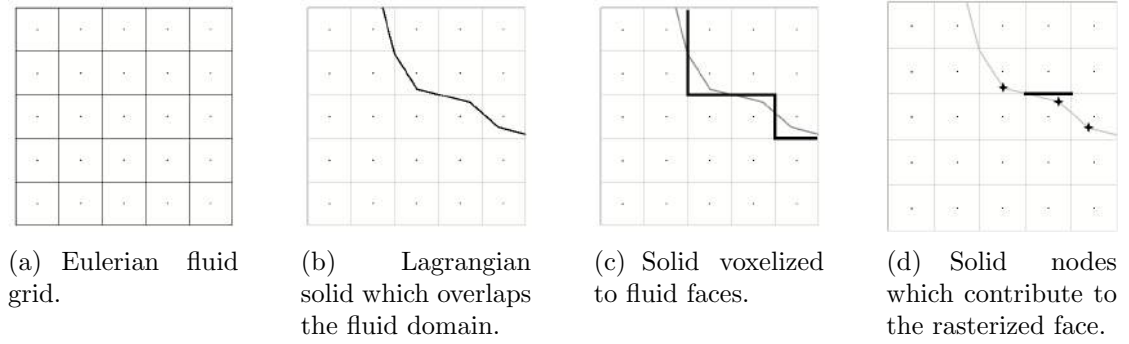 (a) Eulerian fluid
grid.
(b) Lagrangian
solid which overlaps
the fluid domain.
(c) Solid voxelized
to fluid faces.
(d) Solid nodes
which contribute to
the rasterized face.